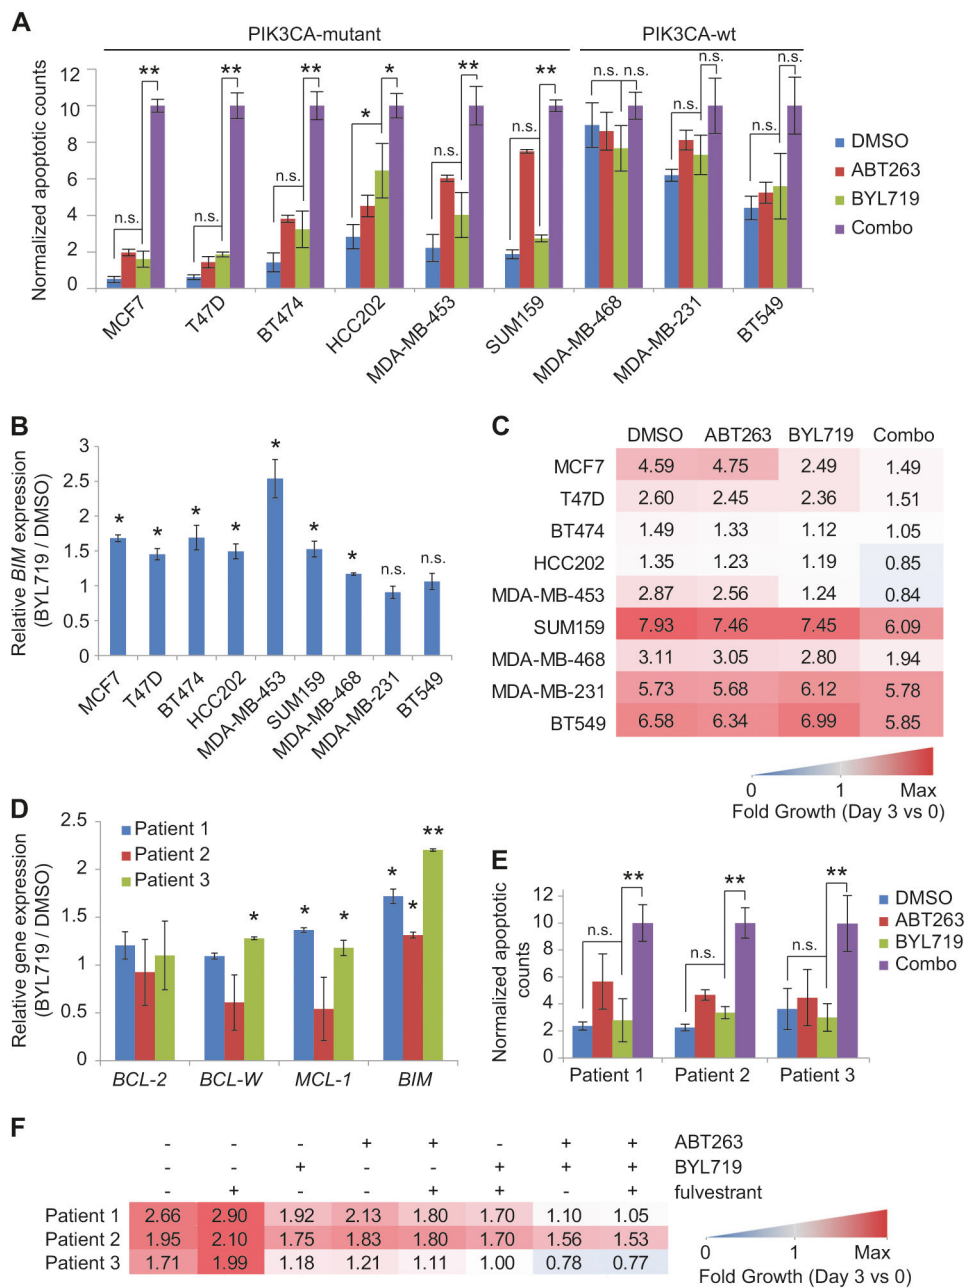 A
PIK3CA-mutant PIK3CA-wt
Normalized apoptotic counts
12
10
8
6
4
2
0
** ** ** * ** ** n.s. n.s. n.s. n.s.
n.s. n.s. n.s. * n.s. n.s. n.s. n.s.
MCF7 T47D BT474 HCC202 MDA-MB-453 SUM159 MDA-MB-468 MDA-MB-231 BT549
DMSO
ABT263
BYL719
Combo
B
Relative BIM expression
(BYL719 / DMSO)
3
2.5
2
1.5
1
0.5
0
* * * * * * * n.s. n.s.
MCF7 T47D BT474 HCC202 MDA-MB-453 SUM159 MDA-MB-468 MDA-MB-231 BT549
C
DMSO ABT263 BYL719 Combo
MCF7 4.59 4.75 2.49 1.49
T47D 2.60 2.45 2.36 1.51
BT474 1.49 1.33 1.12 1.05
HCC202 1.35 1.23 1.19 0.85
MDA-MB-453 2.87 2.56 1.24 0.84
SUM159 7.93 7.46 7.45 6.09
MDA-MB-468 3.11 3.05 2.80 1.94
MDA-MB-231 5.73 5.68 6.12 5.78
BT549 6.58 6.34 6.99 5.85
0 1 Max
Fold Growth (Day 3 vs 0)
D
Relative gene expression
(BYL719 / DMSO)
2.5
2
1.5
1
0.5
0
Patient 1
Patient 2
Patient 3
* * * * * **
BCL-2 BCL-W MCL-1 BIM
E
Normalized apoptotic
counts
12
10
8
6
4
2
0
** ** **
n.s. n.s. n.s.
Patient 1 Patient 2 Patient 3
DMSO
ABT263
BYL719
Combo
F
- - - + + - + + ABT263
- - + - - + + + BYL719
- + - - + + - + fulvestrant
Patient 1 2.66 2.90 1.92 2.13 1.80 1.70 1.10 1.05
Patient 2 1.95 2.10 1.75 1.83 1.80 1.70 1.56 1.53
Patient 3 1.71 1.99 1.18 1.21 1.11 1.00 0.78 0.77
0 1 Max
Fold Growth (Day 3 vs 0)